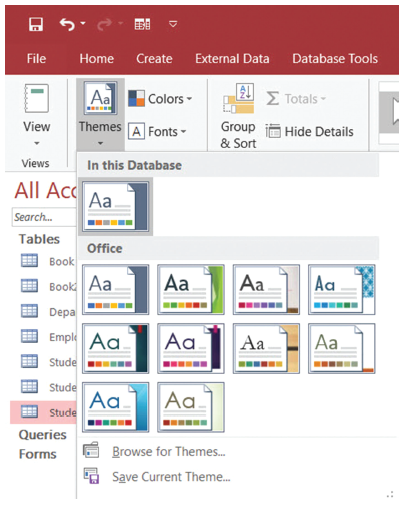 File Home Create External Data Database Tools
View
Views
Themes
Aa
Colors
A Fonts
A
Z
Group
& Sort
Σ Totals
Hide Details
In this Database
Aa
Office
Aa Aa Aa Aa
Aa Aa Aa Aa
Aa Aa
Browse for Themes...
Save Current Theme...
All Acc
Search...
Tables
Book
Book2
Depa
Emplo
Stude
Stude
Stude
Queries
Forms